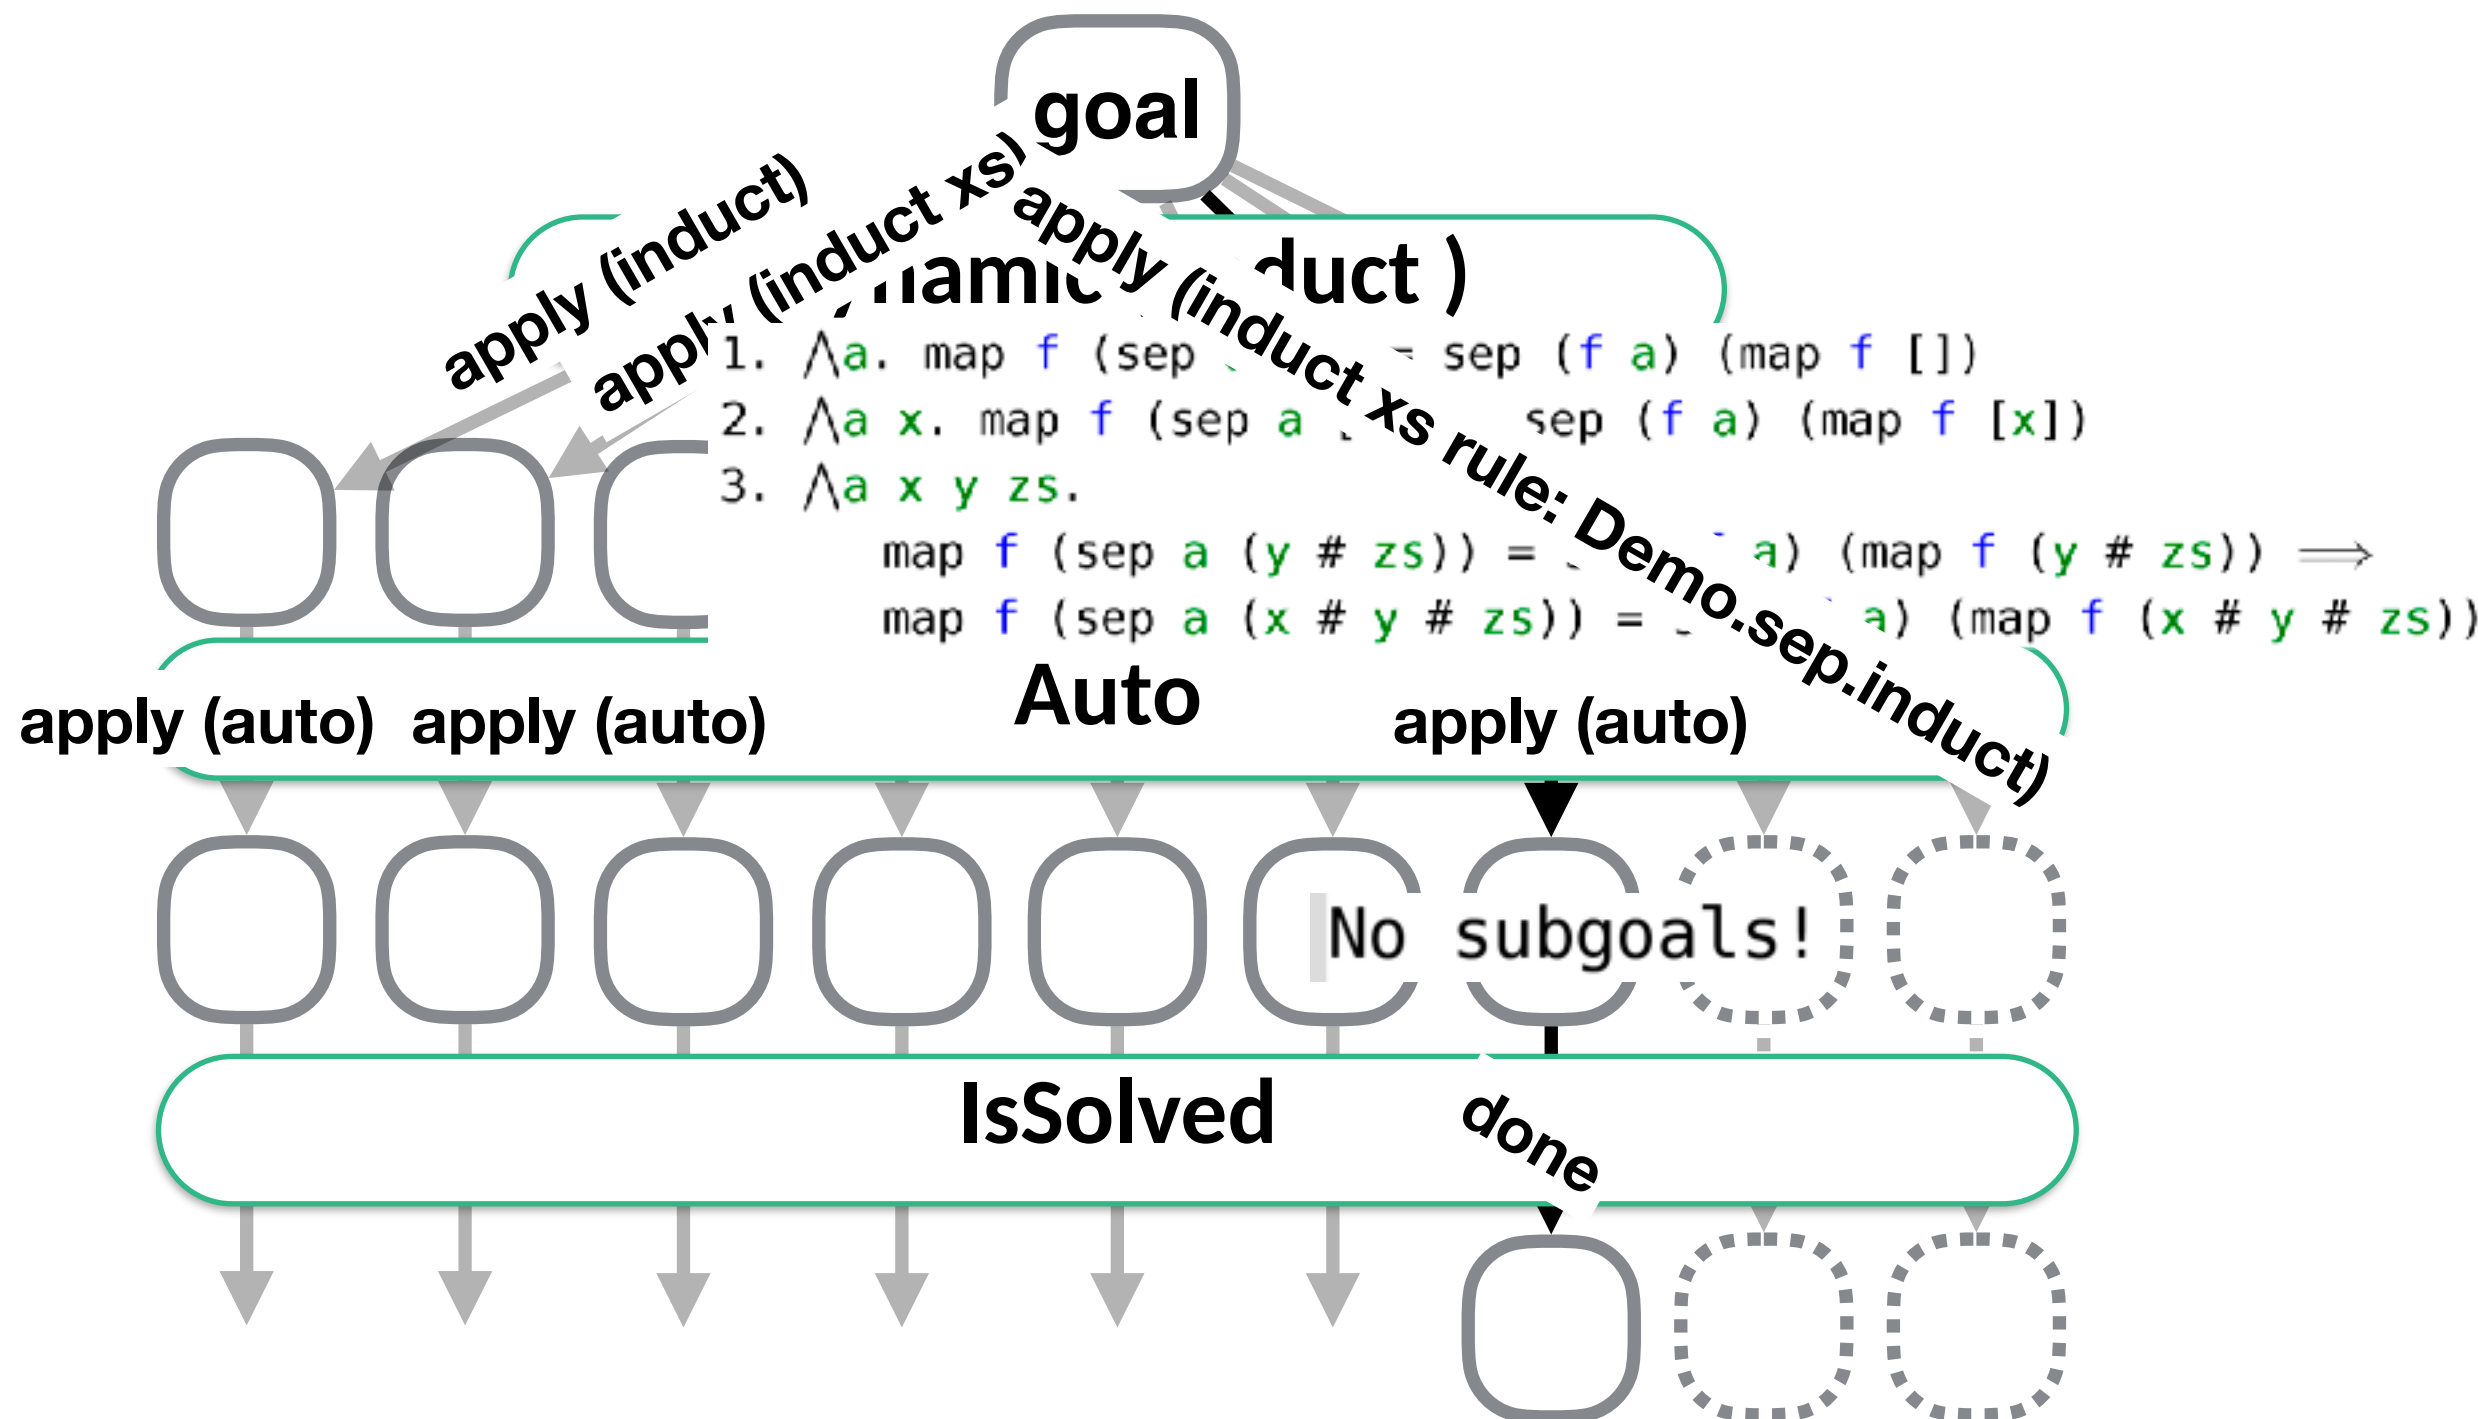 goal
apply (induct)
apply (induct xs)
apply (induct xs rule: Demo.sep.induct)
)
1. ⋀a. map f (sep = sep (f a) (map f [])
2. ⋀a x. map f (sep a sep (f a) (map f [x])
3. ⋀a x y zs.
map f (sep a (y # zs)) = a) (map f (y # zs)) ⟹
map f (sep a (x # y # zs)) = a) (map f (x # y # zs))
Auto
apply (auto) apply (auto) apply (auto)
No subgoals!
IsSolved
done